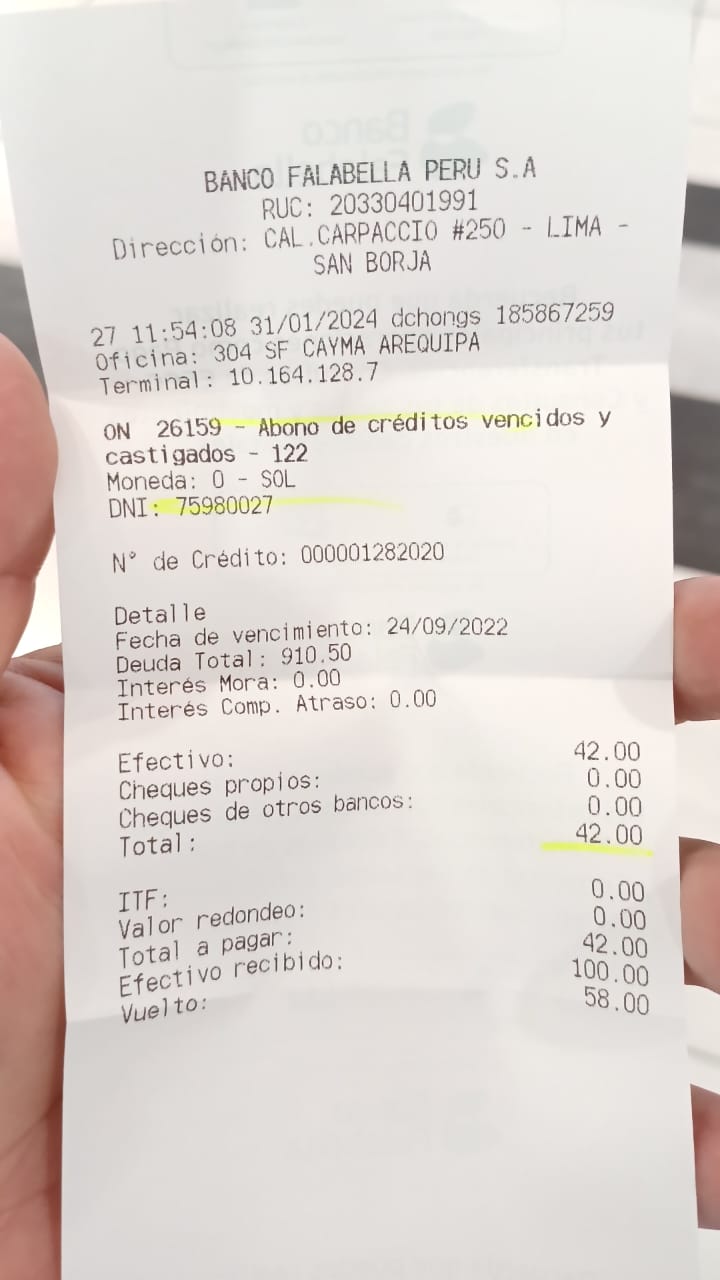 BANCO FALABELLA PERU S.A
RUC: 20330401991
Dirección: CAL.CARPACCIO #250 - LIMA -
SAN BORJA
27 11:54:08 31/01/2024 dchongs 185867259
Oficina: 304 SF CAYMA AREQUIPA
Terminal: 10.164.128.7
ON 26159 - Abono de créditos vencidos y
castigados - 122
Moneda: 0 - SOL
DNI: 75980027
N° de Crédito: 000001282020
Detalle
Fecha de vencimiento: 24/09/2022
Deuda Total: 910.50
Interés Mora: 0.00
Interés Comp. Atraso: 0.00
Efectivo: 42.00
Cheques propios: 0.00
Cheques de otros bancos: 0.00
Total: 42.00
ITF: 0.00
Valor redondeo: 0.00
Total a pagar: 42.00
Efectivo recibido: 100.00
Vuelto: 58.00